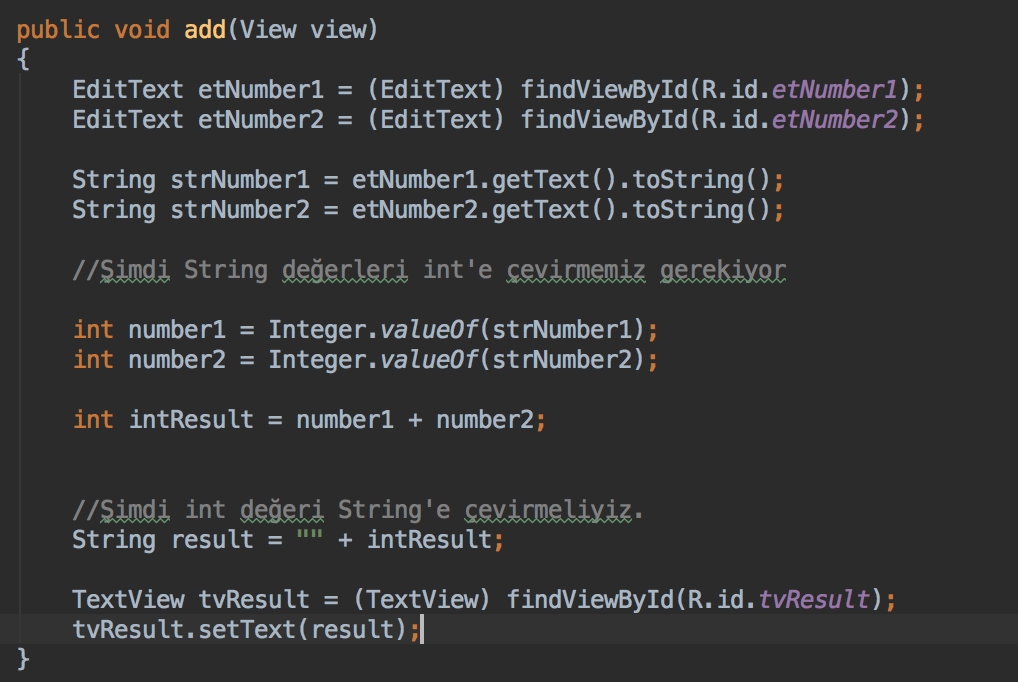 public void add(View view)
{
EditText etNumber1 = (EditText) findViewById(R.id.etNumber1);
EditText etNumber2 = (EditText) findViewById(R.id.etNumber2);
String strNumber1 = etNumber1.getText().toString();
String strNumber2 = etNumber2.getText().toString();
//Şimdi String değerleri int'e çevirmemiz gerekiyor
int number1 = Integer.valueOf(strNumber1);
int number2 = Integer.valueOf(strNumber2);
int intResult = number1 + number2;
//Şimdi int değeri String'e çevirmeliyiz.
String result = "" + intResult;
TextView tvResult = (TextView) findViewById(R.id.tvResult);
tvResult.setText(result);
}